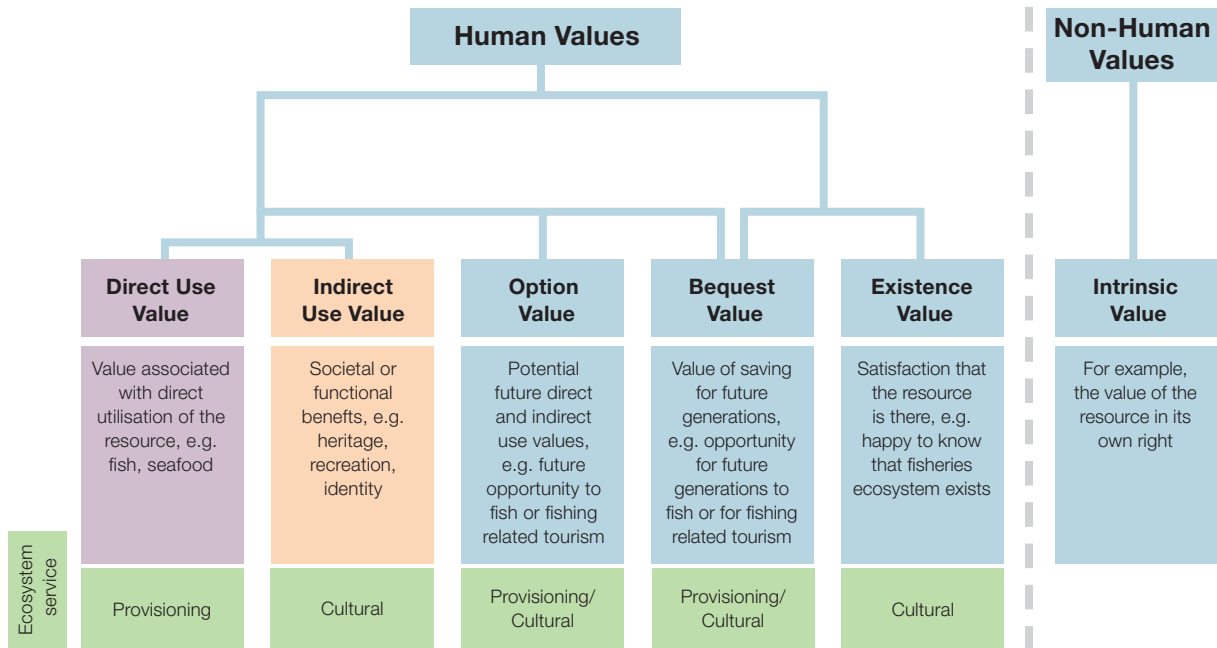 Human Values
Non-Human
Values
Direct Use
Value
Indirect
Use Value
Option
Value
Bequest
Value
Existence
Value
Intrinsic
Value
Value associated
with direct
utilisation of the
resource, e.g.
fish, seafood
Societal or
functional
benefits, e.g.
heritage,
recreation,
identity
Potential
future direct
and indirect
use values,
e.g. future
opportunity to
fish or fishing
related tourism
Value of saving
for future
generations,
e.g. opportunity
for future
generations to
fish or for fishing
related tourism
Satisfaction that
the resource
is there, e.g.
happy to know
that fisheries
ecosystem exists
For example,
the value of the
resource in its
own right
Ecosystem
service
Provisioning
Cultural
Provisioning/
Cultural
Provisioning/
Cultural
Cultural